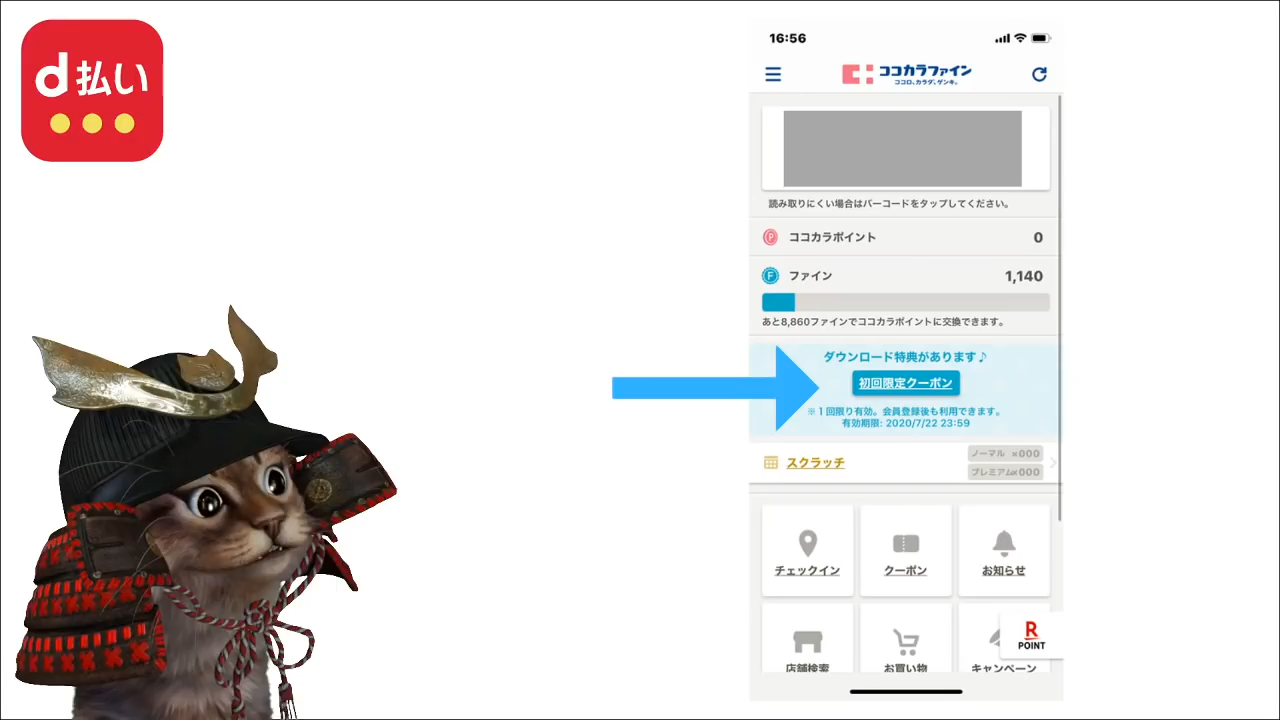 d払い
16:56
ココカラファイン
ココロ、カラダ、ゲンキ。
読み取りにくい場合はバーコードをタップしてください。
P ココカラポイント 0
F ファイン 1,140
あと8,860ファインでココカラポイントに交換できます。
ダウンロード特典があります♪
初回限定クーポン
※1回限り有効。会員登録後も利用できます。
有効期限: 2020/7/22 23:59
スクラッチ
ノーマル ×000
プレミアム×000
チェックイン クーポン お知らせ
R
POINT
店舗検索 お買い物 キャンペーン